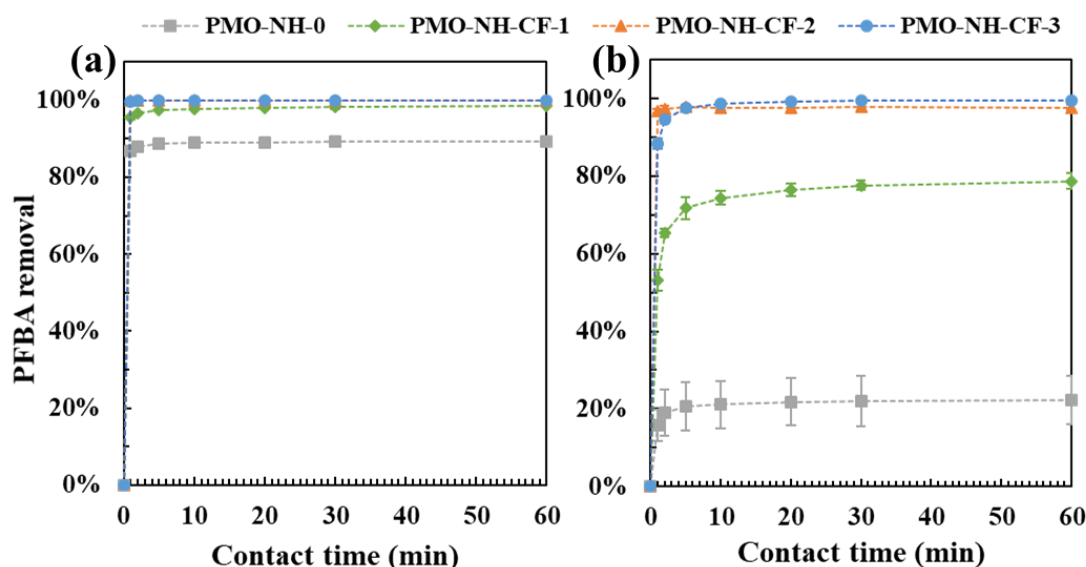 PMO-NH-0 PMO-NH-CF-1 PMO-NH-CF-2 PMO-NH-CF-3
(a)
PFBA removal
100%
80%
60%
40%
20%
0%
0 10 20 30 40 50 60
Contact time (min)
(b)
100%
80%
60%
40%
20%
0%
0 10 20 30 40 50 60
Contact time (min)